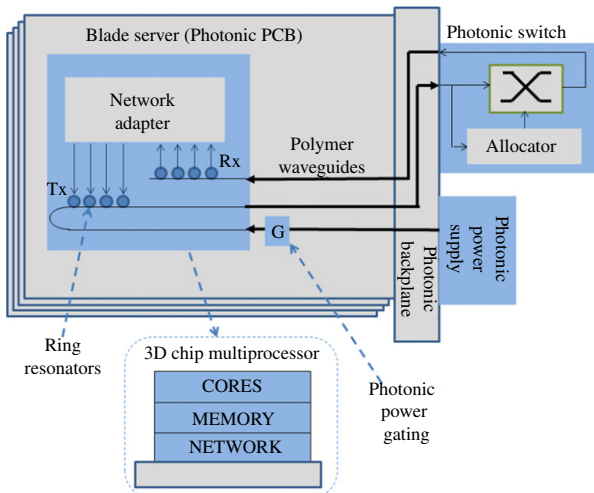 Blade server (Photonic PCB)
Photonic switch
Network
adapter
Rx
Tx
Polymer
waveguides
Allocator
G
Photonic
backplane
Photonic
power
supply
Ring
resonators
3D chip multiprocessor
CORES
MEMORY
NETWORK
Photonic
power
gating